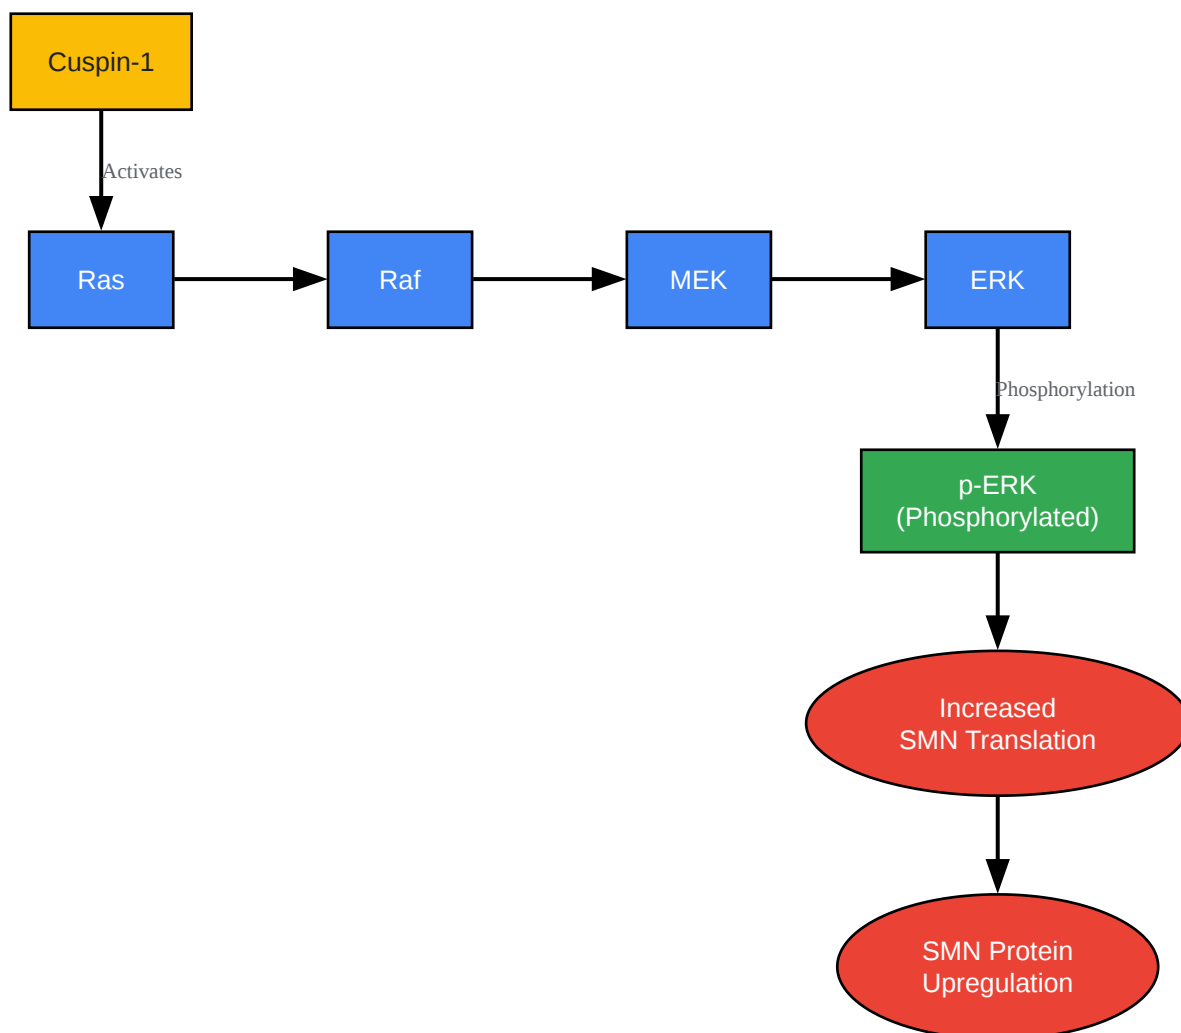 Cuspin-1
Activates
Ras
Raf
MEK
ERK
Phosphorylation
p-ERK
(Phosphorylated)
Increased
SMN Translation
SMN Protein
Upregulation